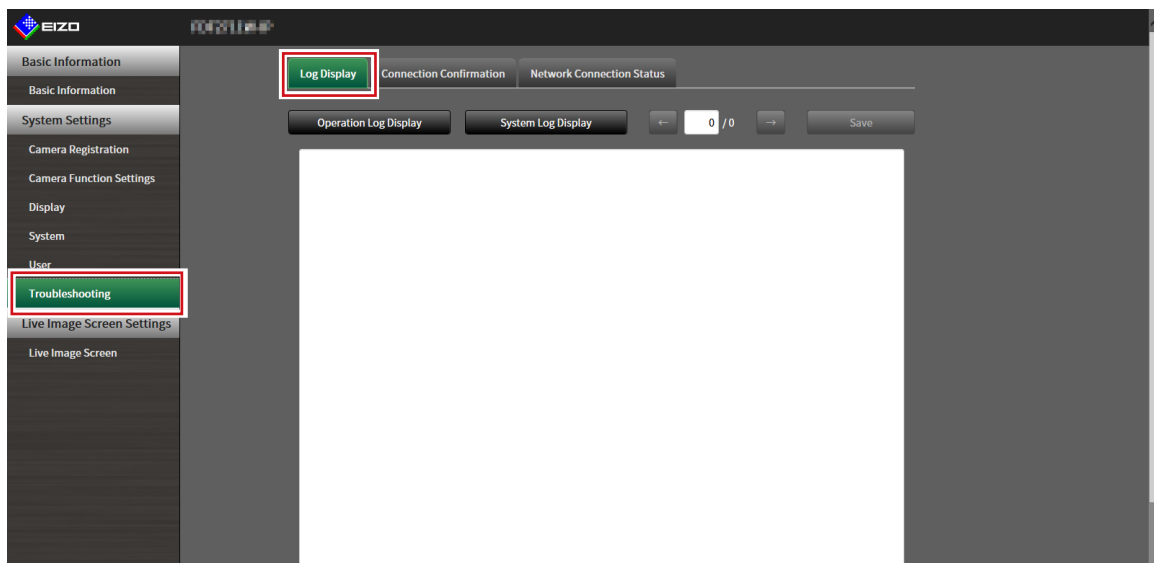 EIZO
Basic Information
Basic Information
System Settings
Camera Registration
Camera Function Settings
Display
System
User
Troubleshooting
Live Image Screen Settings
Live Image Screen
Log Display Connection Confirmation Network Connection Status
Operation Log Display System Log Display ← 0 / 0 → Save